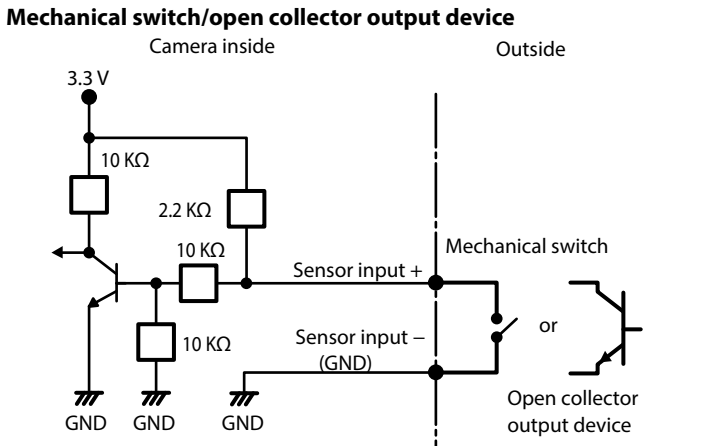 Mechanical switch/open collector output device
Camera inside
Outside
3.3 V
10 KΩ
2.2 KΩ
10 KΩ
Mechanical switch
Sensor input +
or
Sensor input −
(GND)
10 KΩ
Open collector
output device
GND
GND
GND